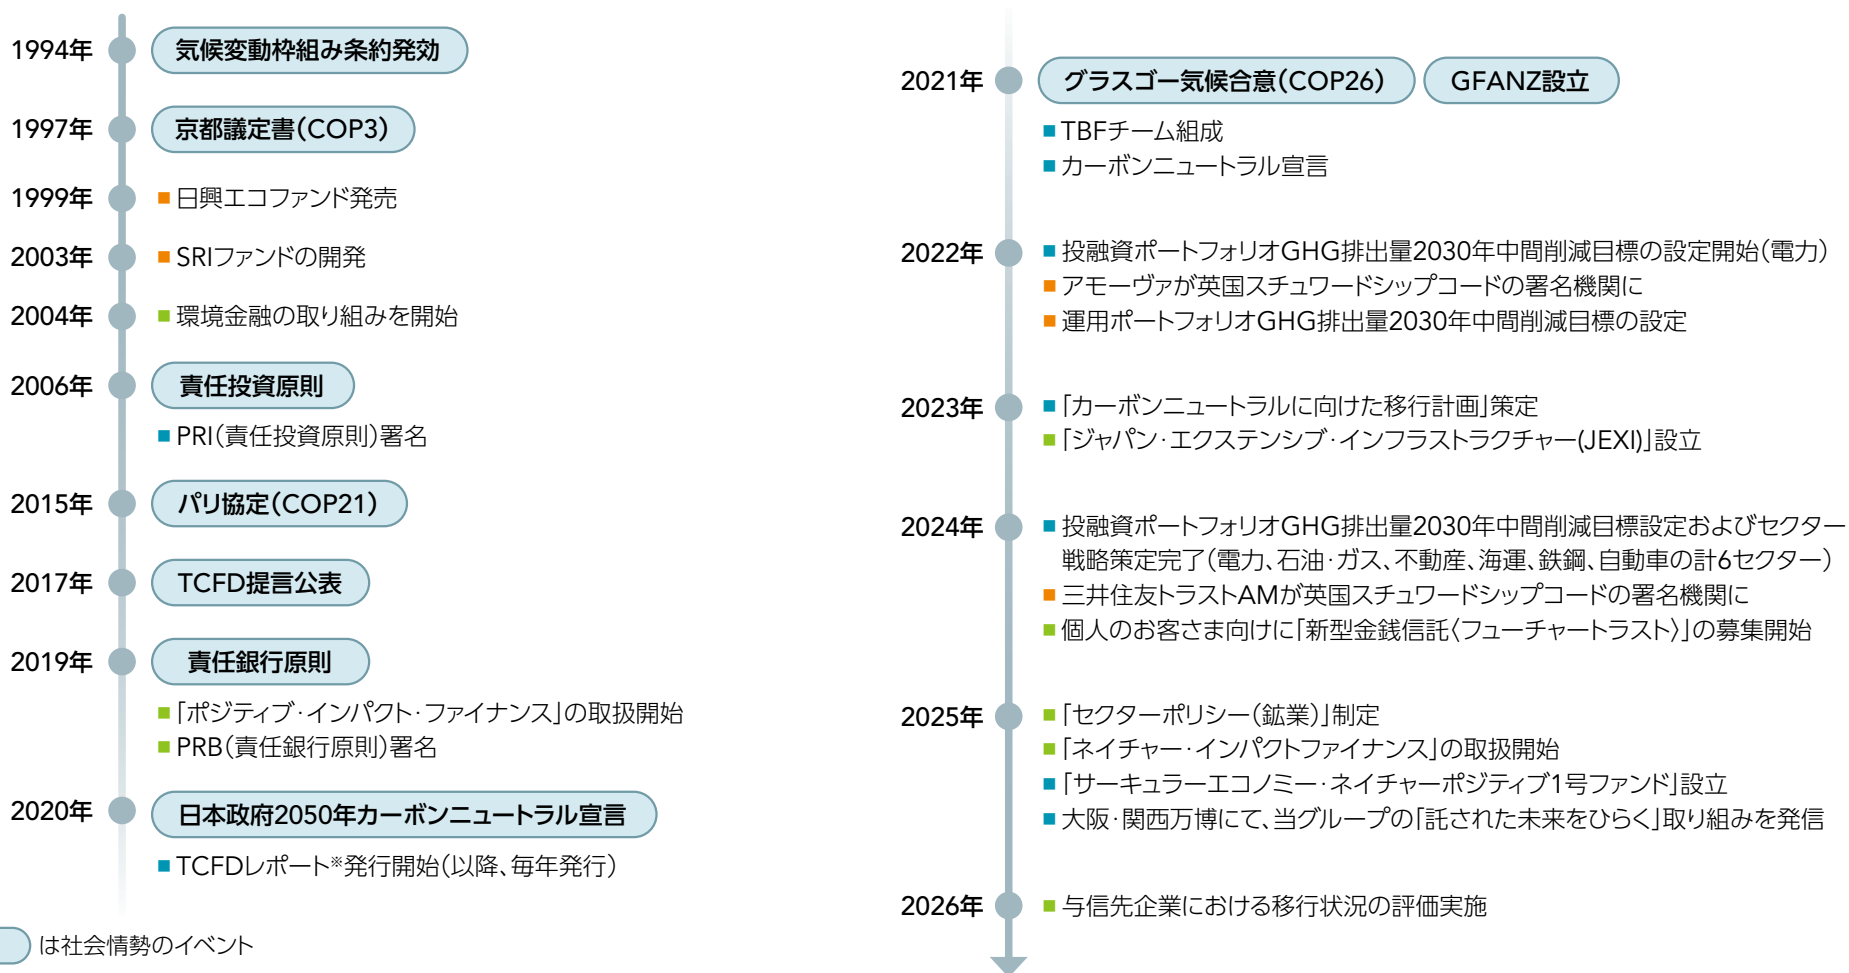 1994年 気候変動枠組み条約発効
1997年 京都議定書(COP3)
1999年 ■日興エコファンド発売
2003年 ■SRIファンドの開発
2004年 ■環境金融の取り組みを開始
2006年 責任投資原則
■PRI(責任投資原則)署名
2015年 パリ協定(COP21)
2017年 TCFD提言公表
2019年 責任銀行原則
■「ポジティブ・インパクト・ファイナンス」の取扱開始
■PRB(責任銀行原則)署名
2020年 日本政府2050年カーボンニュートラル宣言
■TCFDレポート※発行開始(以降、毎年発行)
は社会情勢のイベント
2021年 グラスゴー気候合意(COP26) GFANZ設立
■TBFチーム組成
■カーボンニュートラル宣言
2022年 ■投融資ポートフォリオGHG排出量2030年中間削減目標の設定開始(電力)
■アモーヴァが英国スチュワードシップコードの署名機関に
■運用ポートフォリオGHG排出量2030年中間削減目標の設定
2023年 ■「カーボンニュートラルに向けた移行計画」策定
■「ジャパン・エクステンシブ・インフラストラクチャー(JEXI)」設立
2024年 ■投融資ポートフォリオGHG排出量2030年中間削減目標設定およびセクター
戦略策定完了(電力、石油・ガス、不動産、海運、鉄鋼、自動車の計6セクター)
■三井住友トラストAMが英国スチュワードシップコードの署名機関に
■個人のお客さま向けに「新型金銭信託〈フューチャートラスト〉」の募集開始
2025年 ■「セクターポリシー(鉱業)」制定
■「ネイチャー・インパクトファイナンス」の取扱開始
■「サーキュラーエコノミー・ネイチャーポジティブ1号ファンド」設立
■大阪・関西万博にて、当グループの「託された未来をひらく」取り組みを発信
2026年 ■与信先企業における移行状況の評価実施